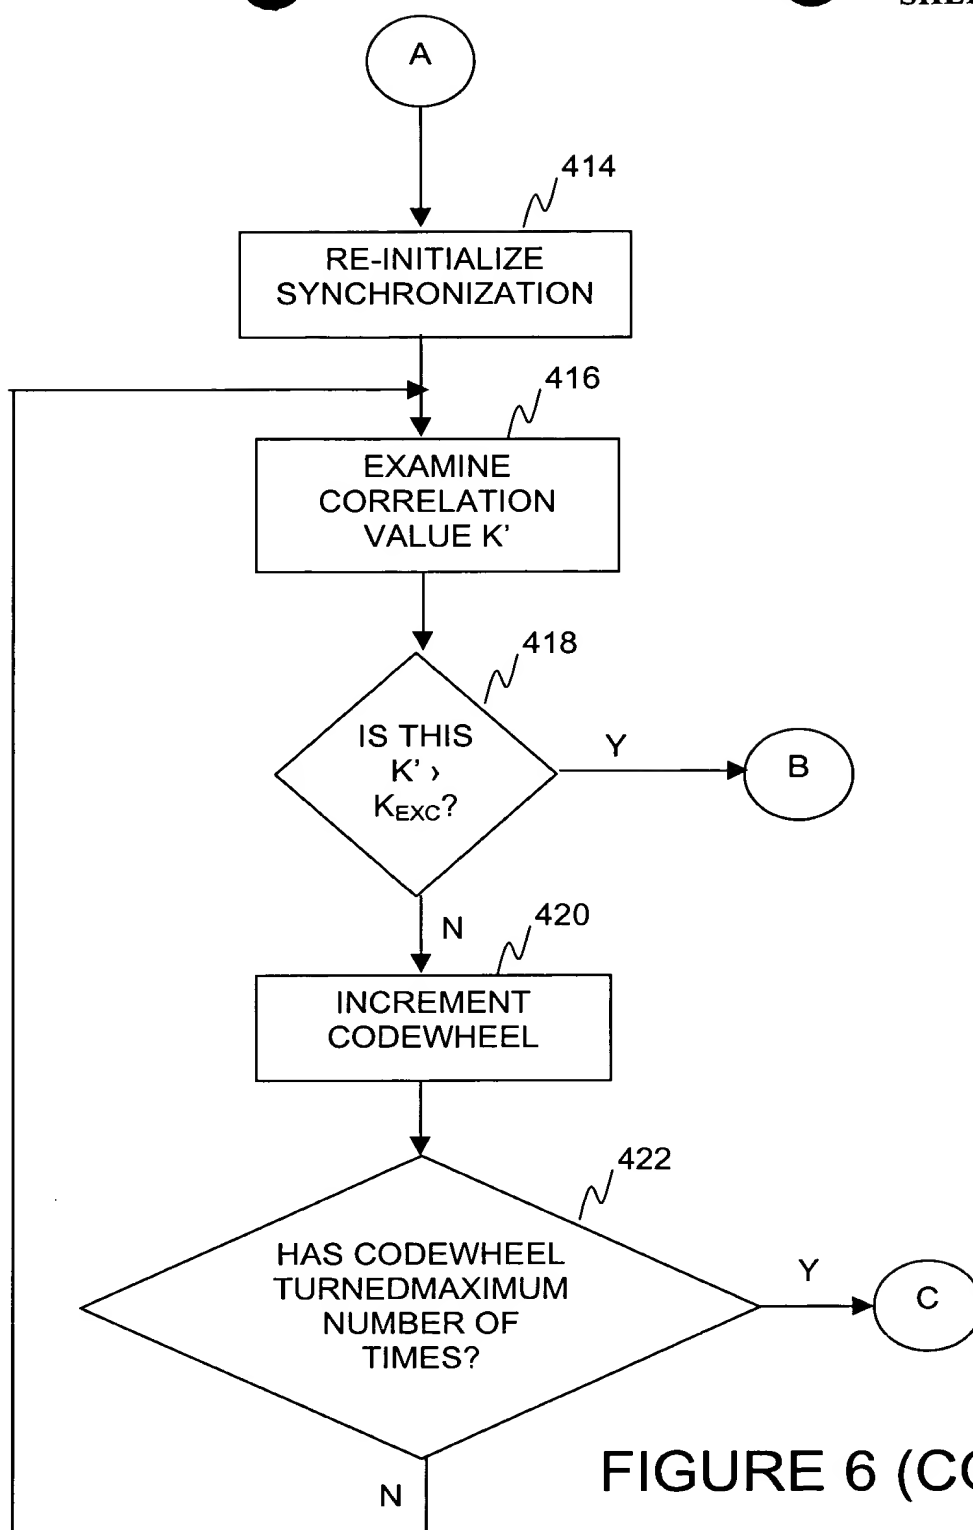 A
414
RE-INITIALIZE
SYNCHRONIZATION
416
EXAMINE
CORRELATION
VALUE K’
418
IS THIS
K’ ›
KEXC?
Y
B
N
420
INCREMENT
CODEWHEEL
422
HAS CODEWHEEL
TURNEDMAXIMUM
NUMBER OF
TIMES?
Y
C
FIGURE 6 (CO
N